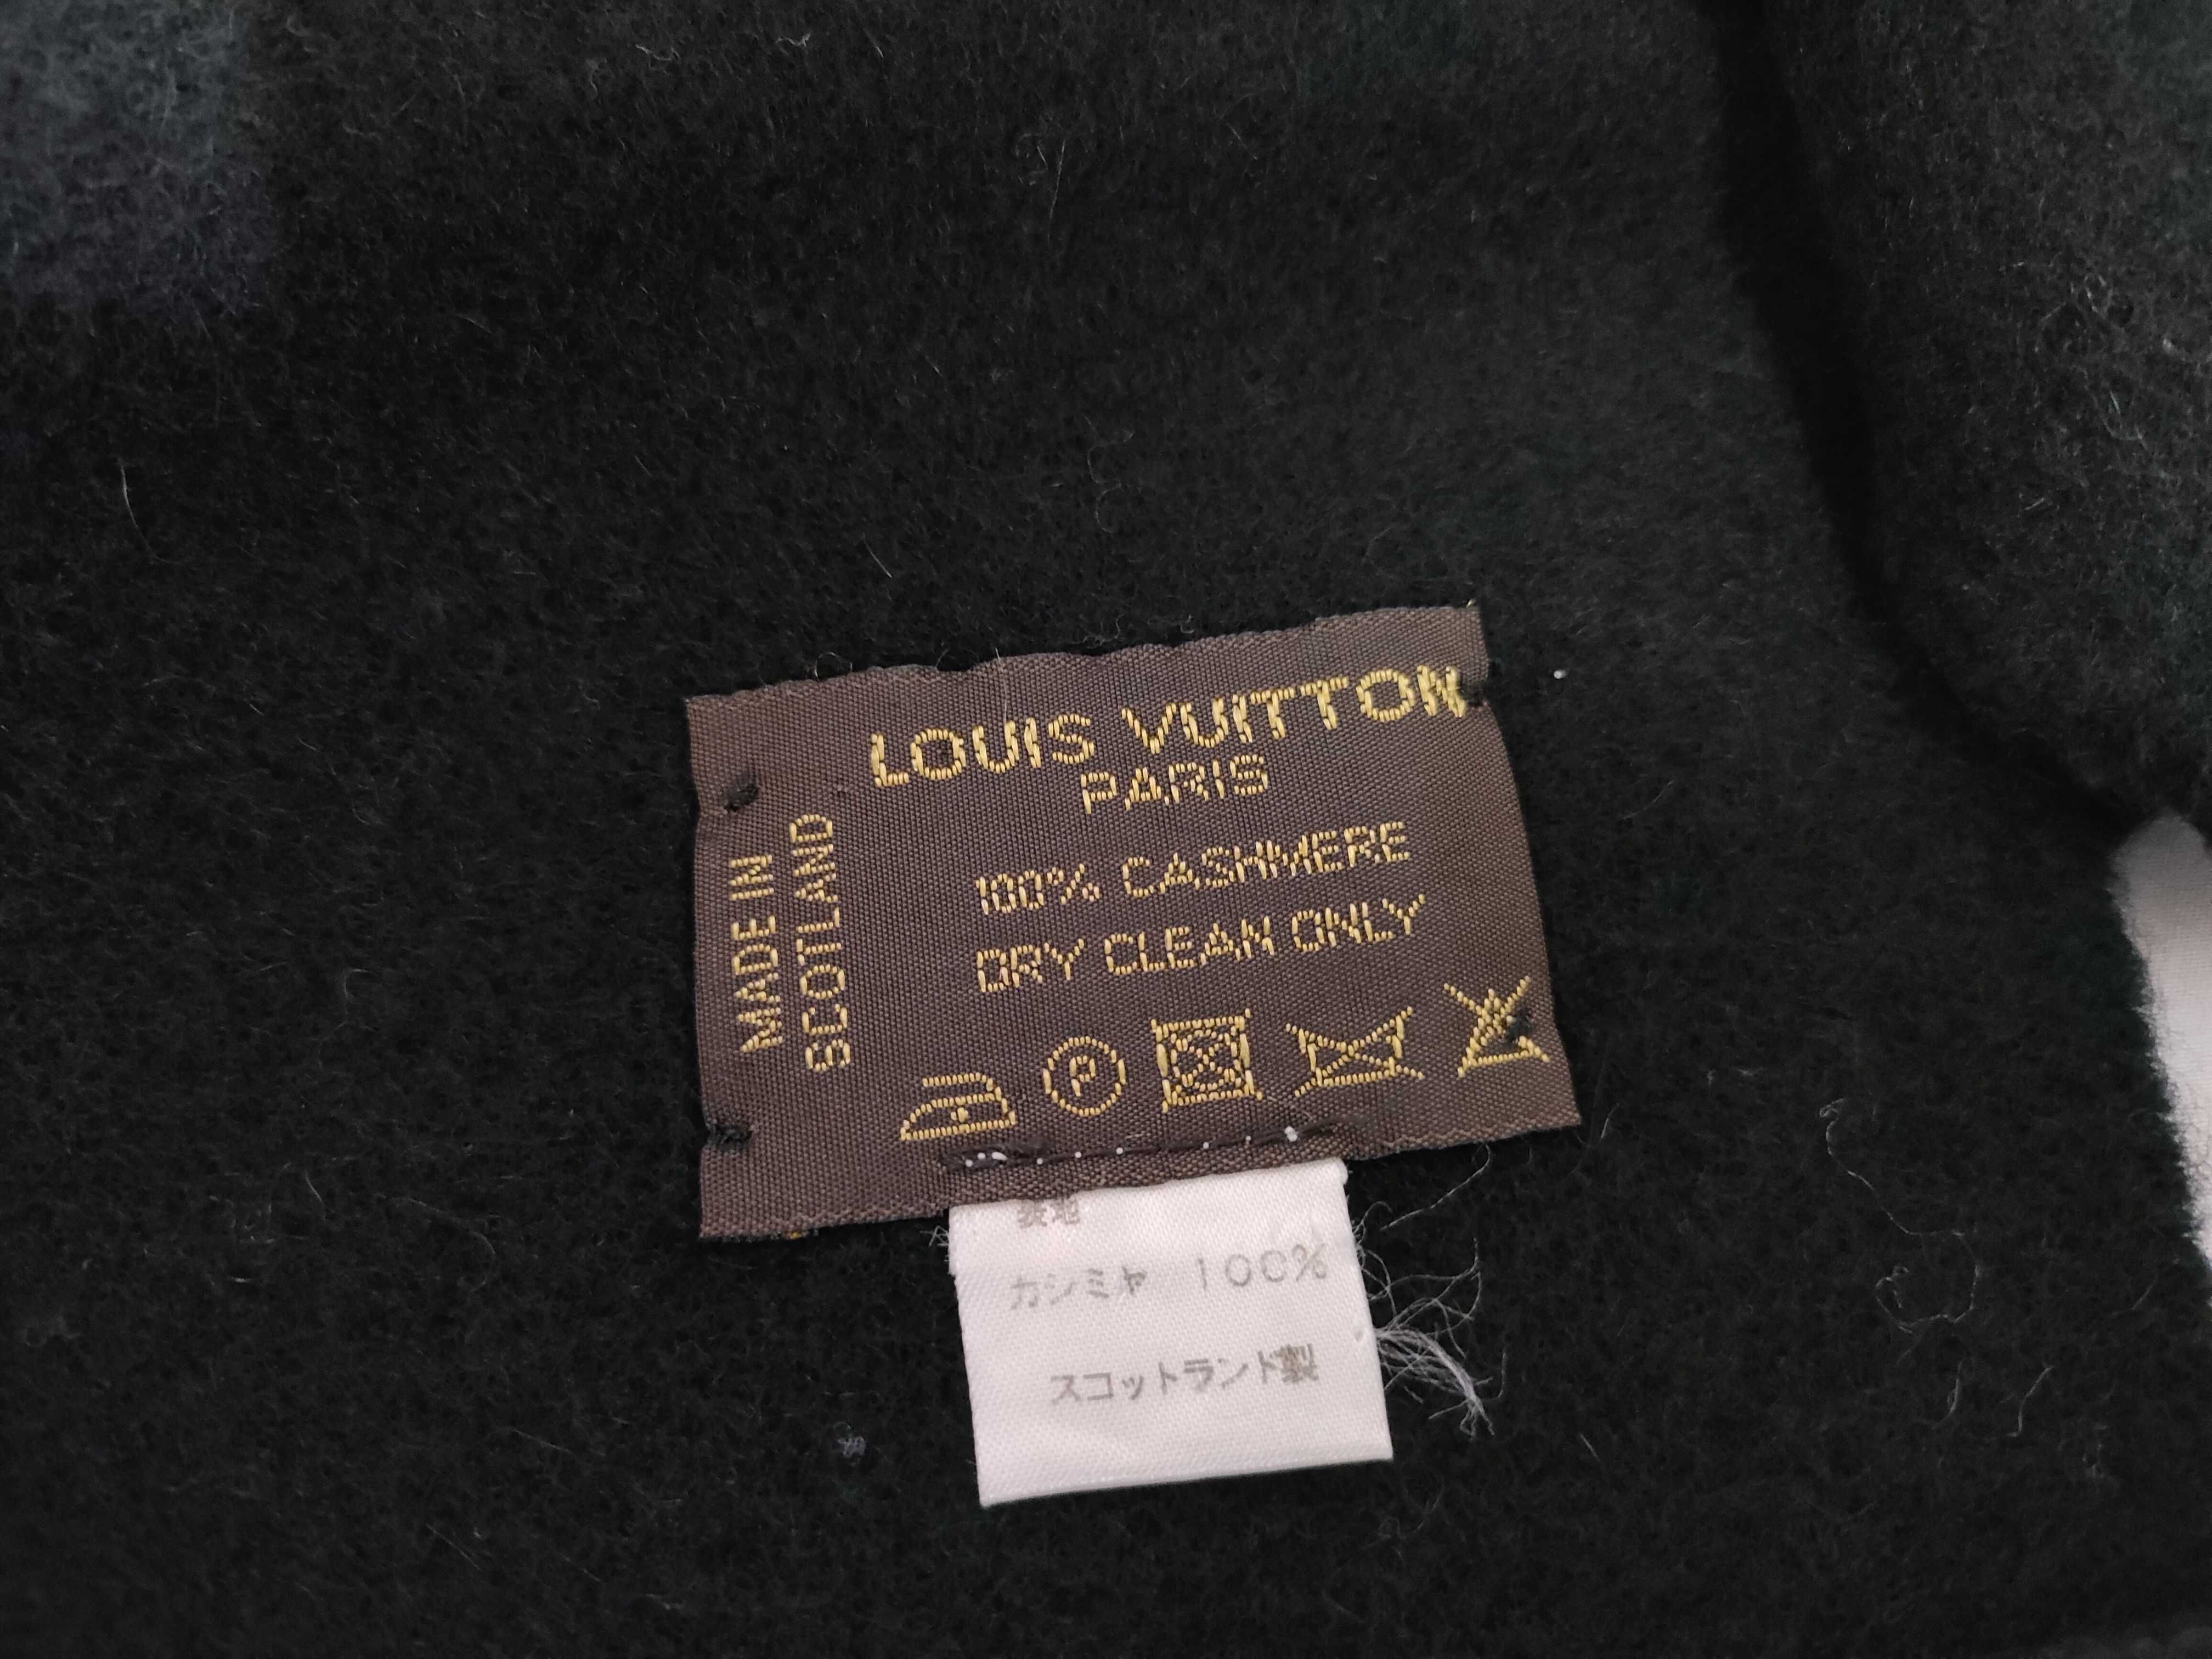 LOUIS VUITTON
PARIS
100% CASHMERE
DRY CLEAN ONLY
MADE IN
SCOTLAND
P
表地
カシミヤ 100%
スコットランド製